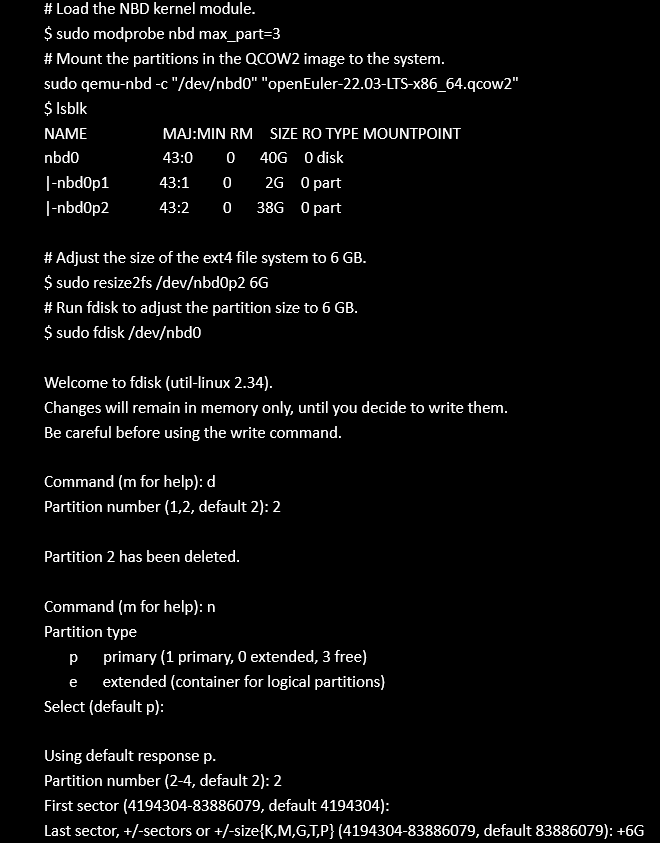 # Load the NBD kernel module.
$ sudo modprobe nbd max_part=3
# Mount the partitions in the QCOW2 image to the system.
sudo qemu-nbd -c "/dev/nbd0" "openEuler-22.03-LTS-x86_64.qcow2"
$ lsblk
NAME MAJ:MIN RM SIZE RO TYPE MOUNTPOINT
nbd0 43:0 0 40G 0 disk
|-nbd0p1 43:1 0 2G 0 part
|-nbd0p2 43:2 0 38G 0 part
# Adjust the size of the ext4 file system to 6 GB.
$ sudo resize2fs /dev/nbd0p2 6G
# Run fdisk to adjust the partition size to 6 GB.
$ sudo fdisk /dev/nbd0
Welcome to fdisk (util-linux 2.34).
Changes will remain in memory only, until you decide to write them.
Be careful before using the write command.
Command (m for help): d
Partition number (1,2, default 2): 2
Partition 2 has been deleted.
Command (m for help): n
Partition type
p primary (1 primary, 0 extended, 3 free)
e extended (container for logical partitions)
Select (default p):
Using default response p.
Partition number (2-4, default 2): 2
First sector (4194304-83886079, default 4194304):
Last sector, +/-sectors or +/-size{K,M,G,T,P} (4194304-83886079, default 83886079): +6G